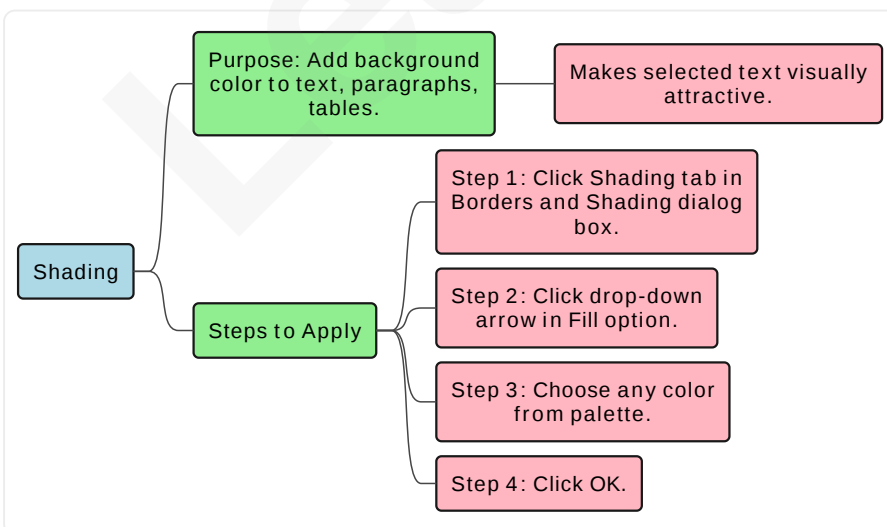 Purpose: Add background
color to text, paragraphs,
tables.
Makes selected text visually
attractive.
Step 1: Click Shading tab in
Borders and Shading dialog
box.
Shading
Step 2: Click drop-down
arrow in Fill option.
Steps to Apply
Step 3: Choose any color
from palette.
Step 4: Click OK.